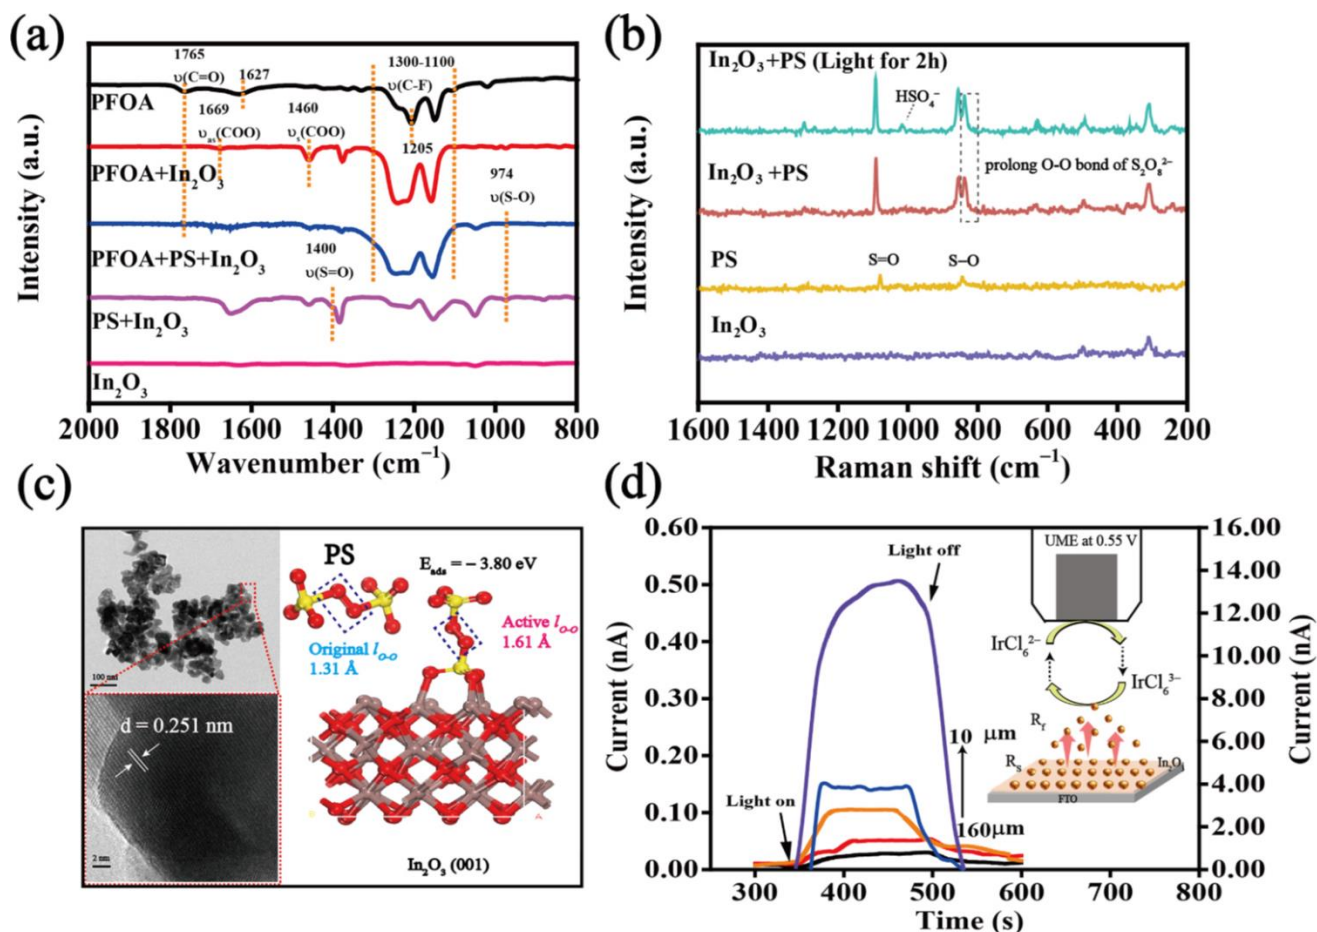 (a)
1765
υ(C=O)
1627
1300-1100
υ(C-F)
PFOA
1669
υas(COO)
1460
υs(COO)
1205
PFOA+In₂O₃
974
υ(S-O)
PFOA+PS+In₂O₃
1400
υ(S=O)
PS+In₂O₃
In₂O₃
Intensity (a.u.)
2000 1800 1600 1400 1200 1000 800
Wavenumber (cm⁻¹)
(b)
In₂O₃+PS (Light for 2h)
HSO₄⁻
prolong O-O bond of S₂O₈²⁻
In₂O₃ +PS
PS
S=O
S–O
In₂O₃
Intensity (a.u.)
1600 1400 1200 1000 800 600 400 200
Raman shift (cm⁻¹)
(c)
100 nm
d = 0.251 nm
2 nm
PS
Eads = − 3.80 eV
Original lO-O
1.31 Å
Active lO-O
1.61 Å
A
In₂O₃ (001)
(d)
0.60
0.50
0.40
0.30
0.20
0.10
0.00
Current (nA)
16.00
14.00
12.00
10.00
8.00
6.00
4.00
2.00
0.00
Current (nA)
Light on
Light off
10 μm
160μm
UME at 0.55 V
IrCl₆²⁻
IrCl₆³⁻
Rf
Rs
In₂O₃
FTO
300 400 500 600 700 800
Time (s)